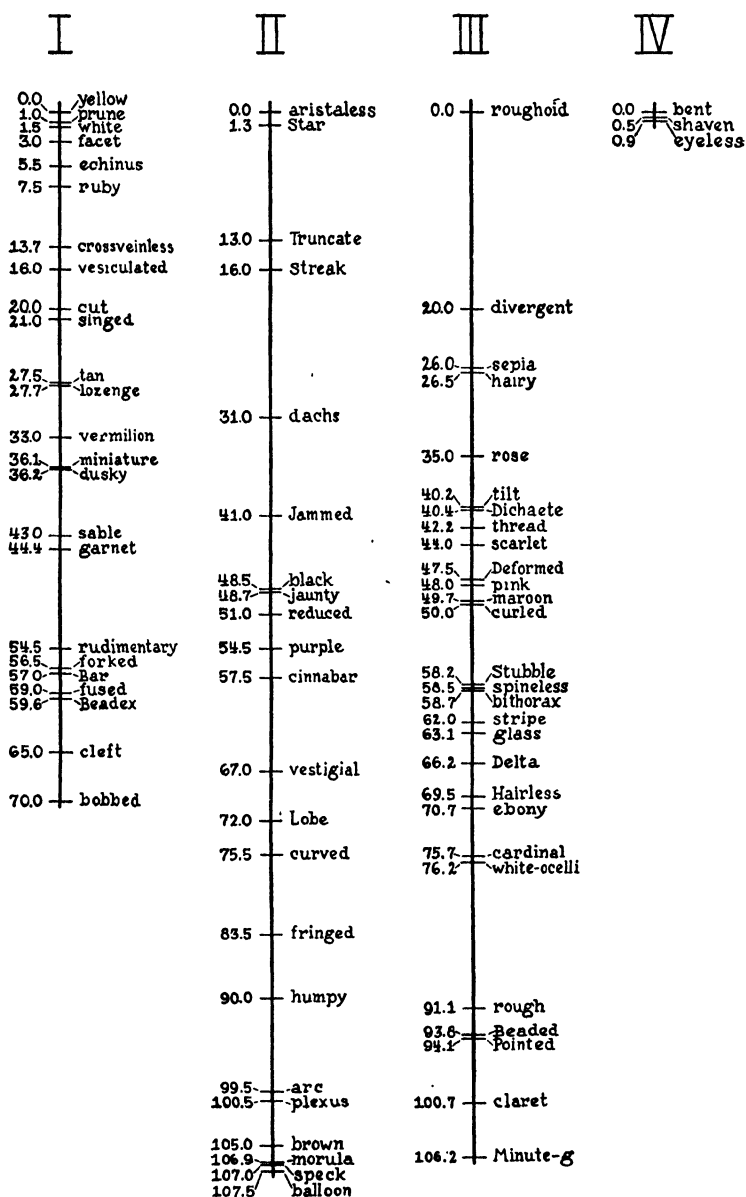 I
0.0 yellow
1.0 prune
1.5 white
3.0 facet
5.5 echinus
7.5 ruby
13.7 crossveinless
16.0 vesiculated
20.0 cut
21.0 singed
27.5 tan
27.7 lozenge
33.0 vermilion
36.1 miniature
36.2 dusky
43.0 sable
44.4 garnet
54.5 rudimentary
56.5 forked
57.0 Bar
59.0 fused
59.6 Beadex
65.0 cleft
70.0 bobbed
II
0.0 aristaless
1.3 Star
13.0 Truncate
16.0 Streak
31.0 dachs
41.0 Jammed
48.5 black
48.7 jaunty
51.0 reduced
54.5 purple
57.5 cinnabar
67.0 vestigial
72.0 Lobe
75.5 curved
83.5 fringed
90.0 humpy
99.5 arc
100.5 plexus
105.0 brown
106.9 morula
107.0 speck
107.5 balloon
III
0.0 roughoid
20.0 divergent
26.0 sepia
26.5 hairy
35.0 rose
40.2 tilt
40.4 Dichaete
42.2 thread
44.0 scarlet
47.5 Deformed
48.0 pink
49.7 maroon
50.0 curled
58.2 Stubble
58.5 spineless
58.7 bithorax
62.0 stripe
63.1 glass
66.2 Delta
69.5 Hairless
70.7 ebony
75.7 cardinal
76.2 white-ocelli
91.1 rough
93.8 Beaded
94.1 Pointed
100.7 claret
106.2 Minute-g
IV
0.0 bent
0.5 shaven
0.9 eyeless